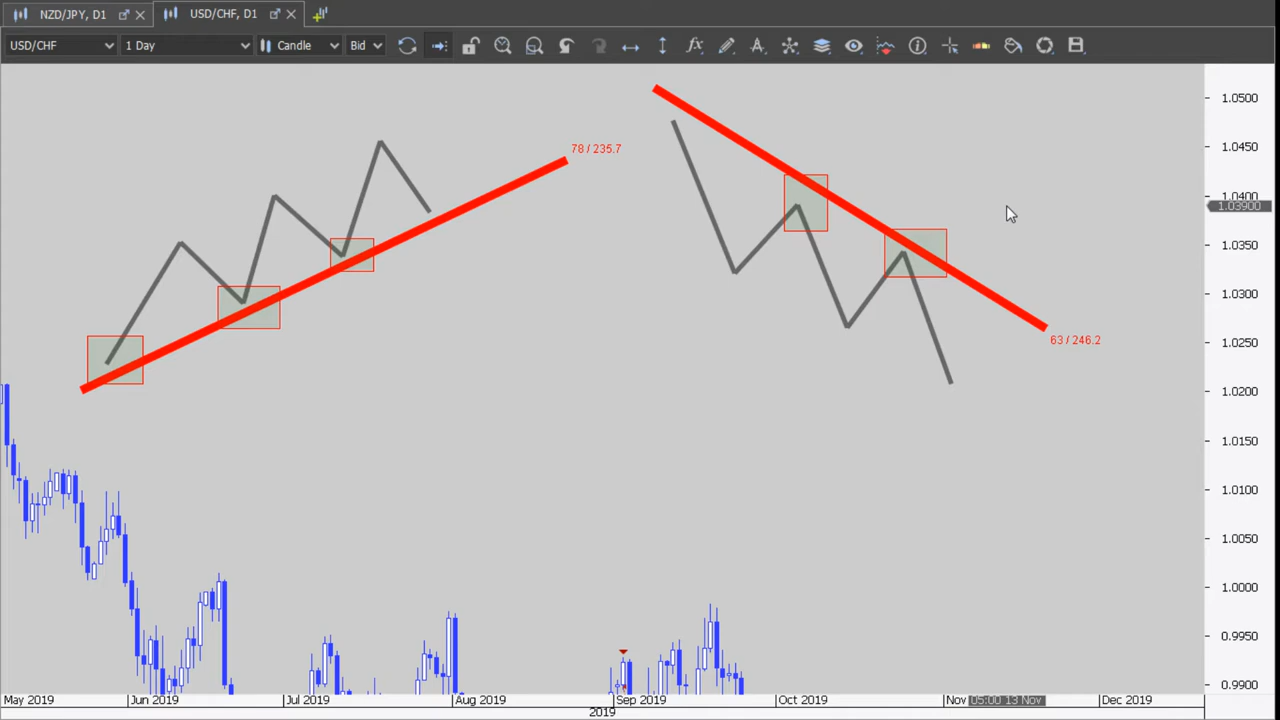 NZD/JPY, D1 USD/CHF, D1
USD/CHF 1 Day Candle Bid fx
1.0500
78 / 235.7 1.0450
1.0400
1.03900
1.0350
1.0300
63 / 246.2 1.0250
1.0200
1.0150
1.0100
1.0050
1.0000
0.9950
0.9900
May 2019 Jun 2019 Jul 2019 Aug 2019 Sep 2019 Oct 2019 Nov 05:00 13 Nov Dec 2019
2019